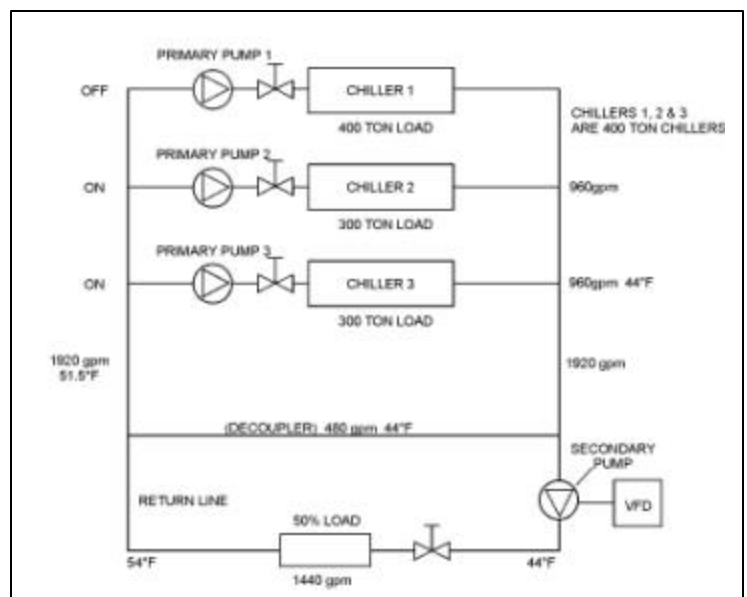 PRIMARY PUMP 1
OFF
CHILLER 1
400 TON LOAD
CHILLERS 1, 2 & 3
ARE 400 TON CHILLERS
PRIMARY PUMP 2
ON
CHILLER 2
960gpm
300 TON LOAD
PRIMARY PUMP 3
ON
CHILLER 3
960gpm 44°F
300 TON LOAD
1920 gpm
51.5°F
1920 gpm
(DECOUPLER) 480 gpm 44°F
SECONDARY
PUMP
RETURN LINE
VFD
50% LOAD
54°F
44°F
1440 gpm